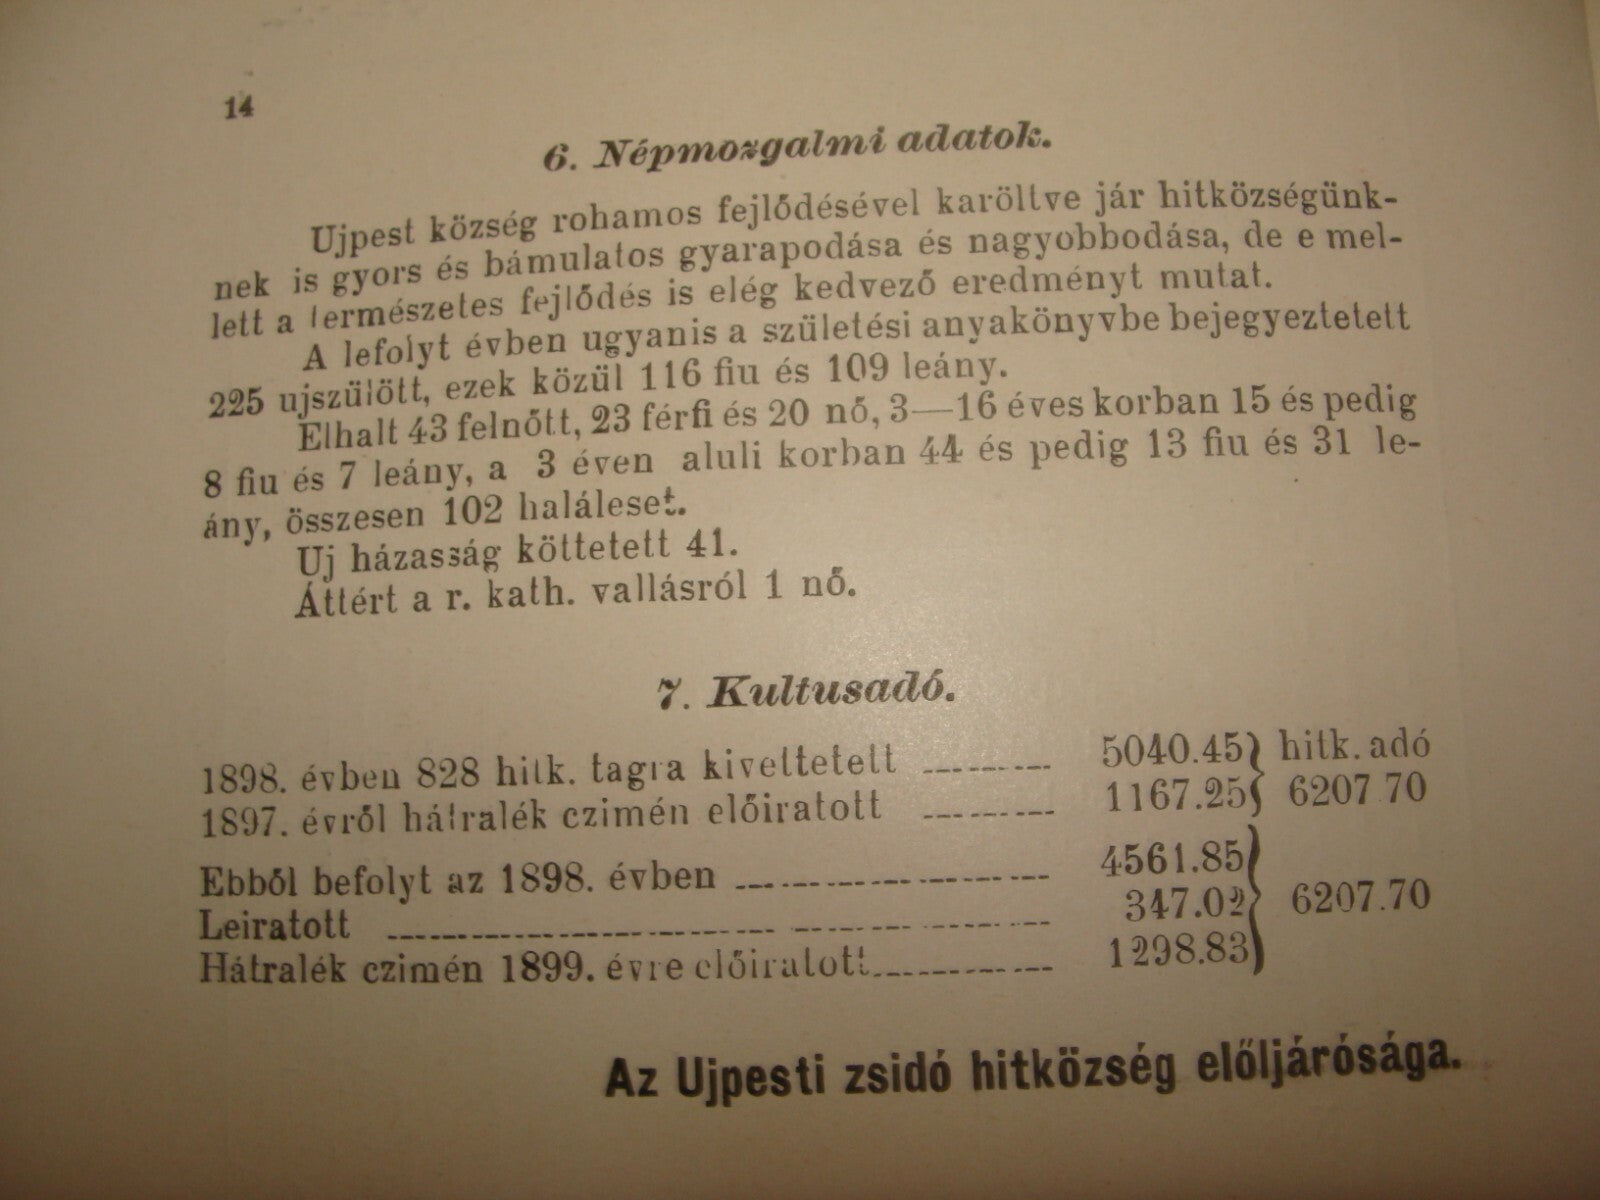 14
6. Népmozgalmi adatok.
Ujpest község rohamos fejlődésével karöltve jár hitközségünk-
nek is gyors és bámulatos gyarapodása és nagyobbodása, de e mel-
lett a természetes fejlődés is elég kedvező eredményt mutat.
A lefolyt évben ugyanis a születési anyakönyvbe bejegyeztetett
225 ujszülött, ezek közül 116 fiu és 109 leány.
Elhalt 43 felnőtt, 23 férfi és 20 nő, 3—16 éves korban 15 és pedig
8 fiu és 7 leány, a 3 éven aluli korban 44 és pedig 13 fiu és 31 le-
ány, összesen 102 haláleset.
Uj házasság köttetett 41.
Áttért a r. kath. vallásról 1 nő.
7. Kultusadó.
1898. évben 828 hitk. tagra kivettetett 5040.45 hitk. adó
1897. évről hátralék czimén előiratott 1167.25 6207 70
Ebből befolyt az 1898. évben 4561.85
Leiratott 347.02 6207.70
Hátralék czimén 1899. évre előiratott 1298.83
Az Ujpesti zsidó hitközség előljárósága.